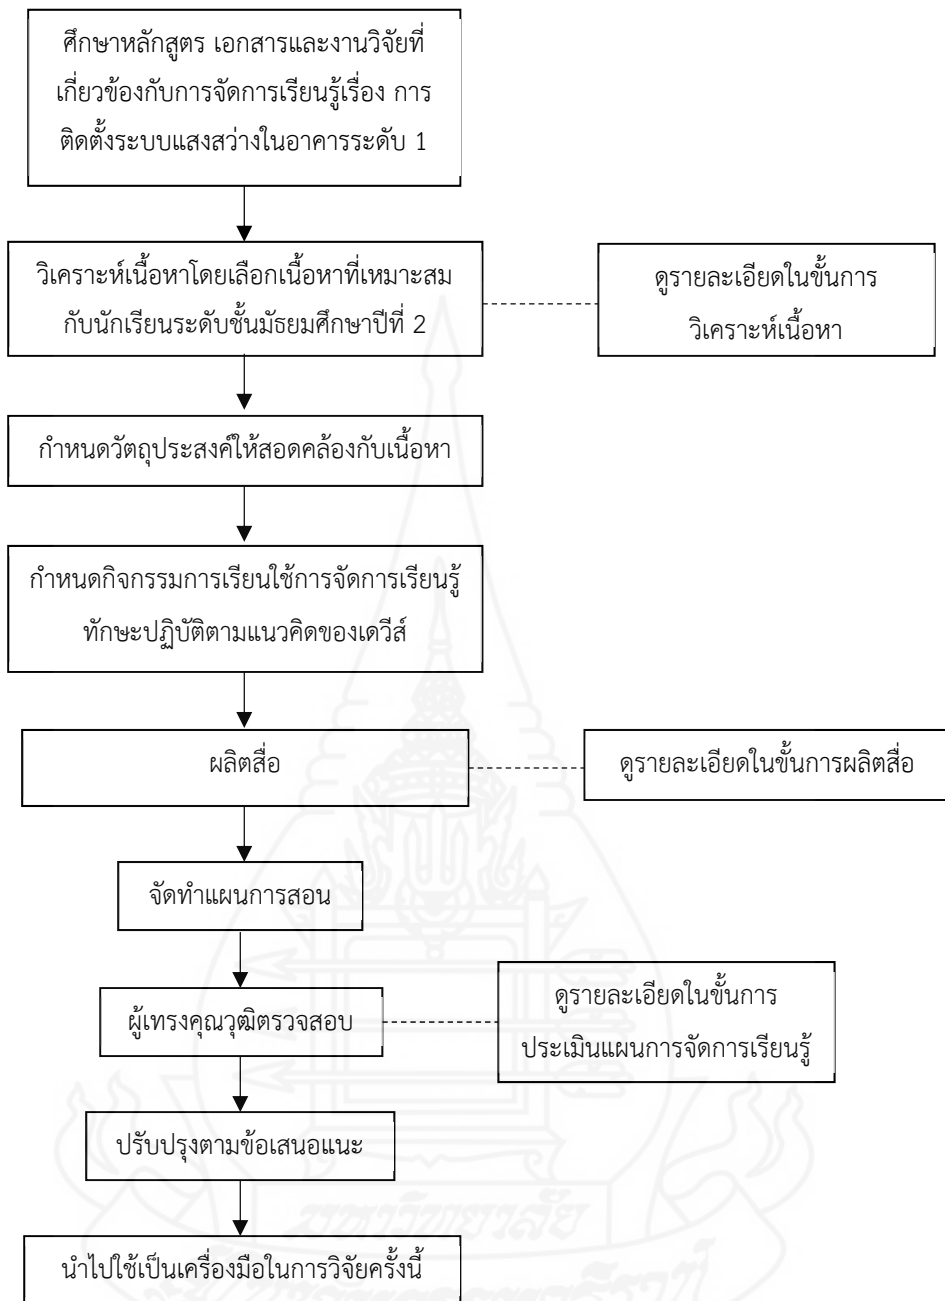 ศึกษาหลักสูตร เอกสารและงานวิจัยที่
เกี่ยวข้องกับการจัดการเรียนรู้เรื่อง การ
ติดตั้งระบบแสงสว่างในอาคารระดับ 1
วิเคราะห์เนื้อหาโดยเลือกเนื้อหาที่เหมาะสม
กับนักเรียนระดับชั้นมัธยมศึกษาปีที่ 2
ดูรายละเอียดในขั้นการ
วิเคราะห์เนื้อหา
กำหนดวัตถุประสงค์ให้สอดคล้องกับเนื้อหา
กำหนดกิจกรรมการเรียนใช้การจัดการเรียนรู้
ทักษะปฏิบัติตามแนวคิดของเดวีส์
ผลิตสื่อ
ดูรายละเอียดในขั้นการผลิตสื่อ
จัดทำแผนการสอน
ผู้เทรงคุณวุฒิตรวจสอบ
ดูรายละเอียดในขั้นการ
ประเมินแผนการจัดการเรียนรู้
ปรับปรุงตามข้อเสนอแนะ
นำไปใช้เป็นเครื่องมือในการวิจัยครั้งนี้
มหาวิทยาลัย